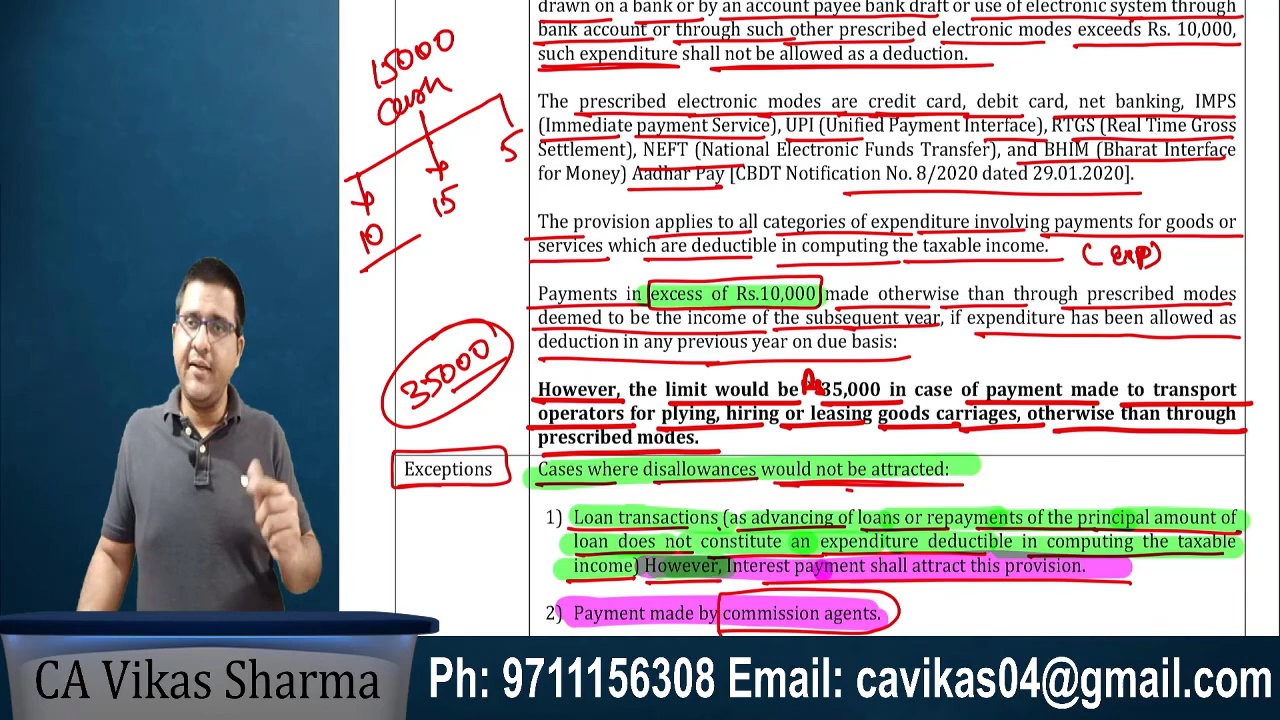 drawn on a bank or by an account payee bank draft or use of electronic system through
bank account or through such other prescribed electronic modes exceeds Rs. 10,000,
such expenditure shall not be allowed as a deduction.
15000
cash
5
15
10
The prescribed electronic modes are credit card, debit card, net banking, IMPS
(Immediate payment Service), UPI (Unified Payment Interface), RTGS (Real Time Gross
Settlement), NEFT (National Electronic Funds Transfer), and BHIM (Bharat Interface
for Money) Aadhar Pay [CBDT Notification No. 8/2020 dated 29.01.2020].
The provision applies to all categories of expenditure involving payments for goods or
services which are deductible in computing the taxable income.
(exp)
Payments in excess of Rs.10,000 made otherwise than through prescribed modes
deemed to be the income of the subsequent year, if expenditure has been allowed as
deduction in any previous year on due basis:
35000
However, the limit would be Rs 35,000 in case of payment made to transport
operators for plying, hiring or leasing goods carriages, otherwise than through
prescribed modes.
Exceptions
Cases where disallowances would not be attracted:
1) Loan transactions (as advancing of loans or repayments of the principal amount of
loan does not constitute an expenditure deductible in computing the taxable
income) However, Interest payment shall attract this provision.
2) Payment made by commission agents.
CA Vikas Sharma
Ph: 9711156308 Email: cavikas04@gmail.com